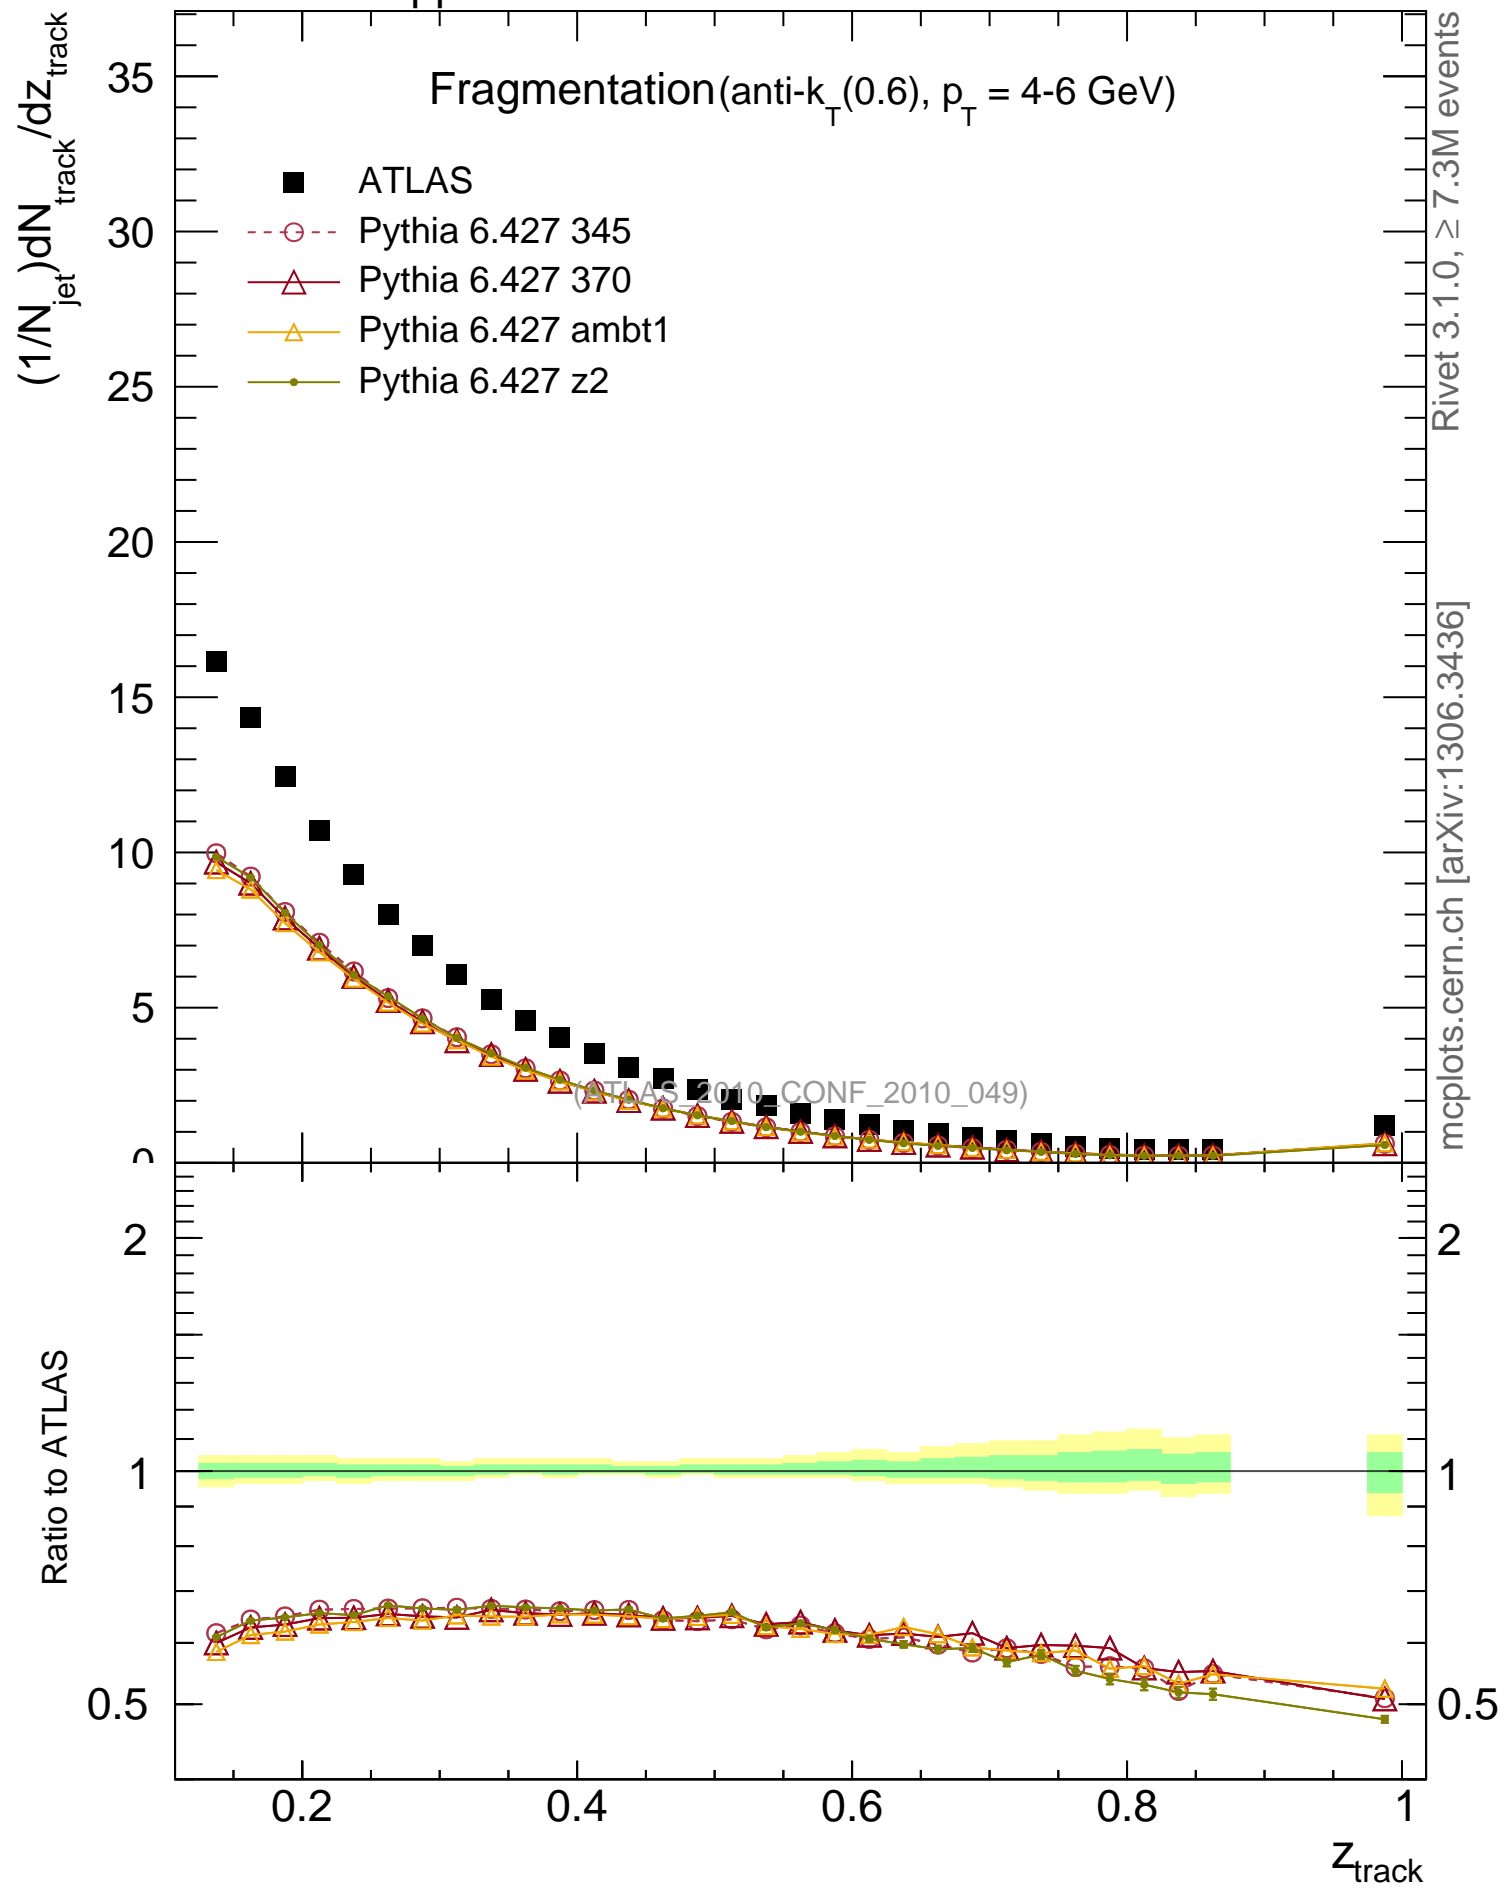 Fragmentation (anti-k_T(0.6), p_T = 4-6 GeV)
(1/N_jet) dN_track/dz_track
ATLAS
Pythia 6.427 345
Pythia 6.427 370
Pythia 6.427 ambt1
Pythia 6.427 z2
35
30
25
20
15
10
5
0
(ATLAS_2010_CONF_2010_049)
Rivet 3.1.0, ≥ 7.3M events
mcplots.cern.ch [arXiv:1306.3436]
Ratio to ATLAS
2
1
0.5
2
1
0.5
0.2
0.4
0.6
0.8
1
z_track